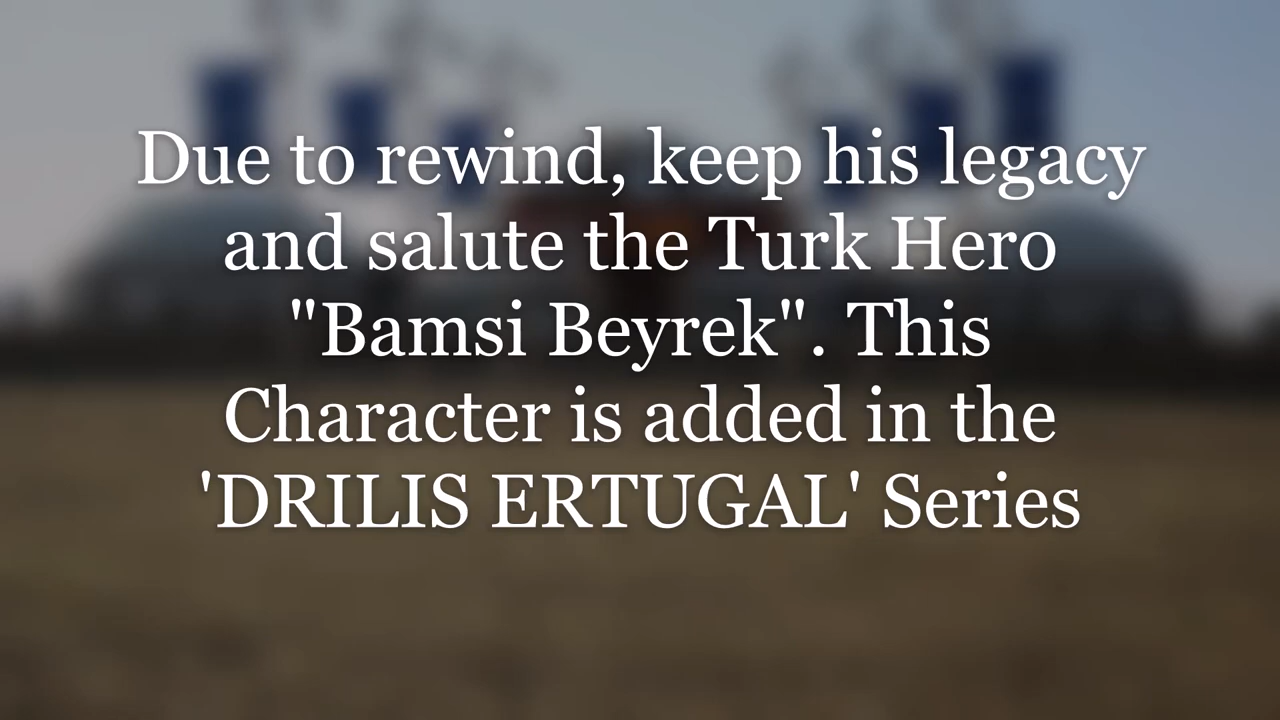 Due to rewind, keep his legacy
and salute the Turk Hero
"Bamsi Beyrek". This
Character is added in the
'DRILIS ERTUGAL' Series